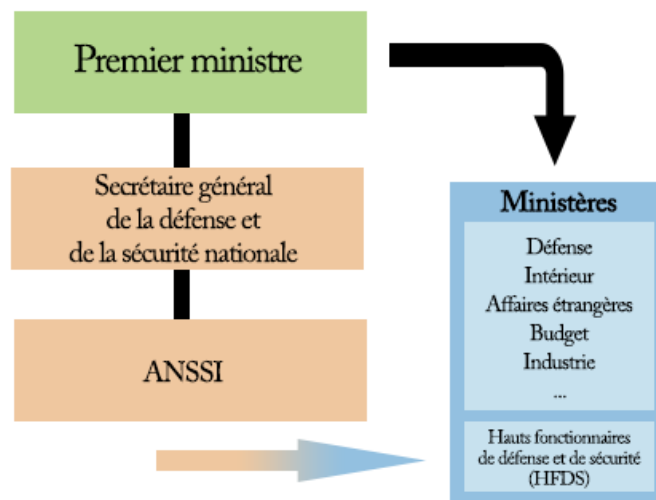 Premier ministre
Secrétaire général
de la défense et
de la sécurité nationale
ANSSI
Ministères
Défense
Intérieur
Affaires étrangères
Budget
Industrie
...
Hauts fonctionnaires
de défense et de sécurité
(HFDS)